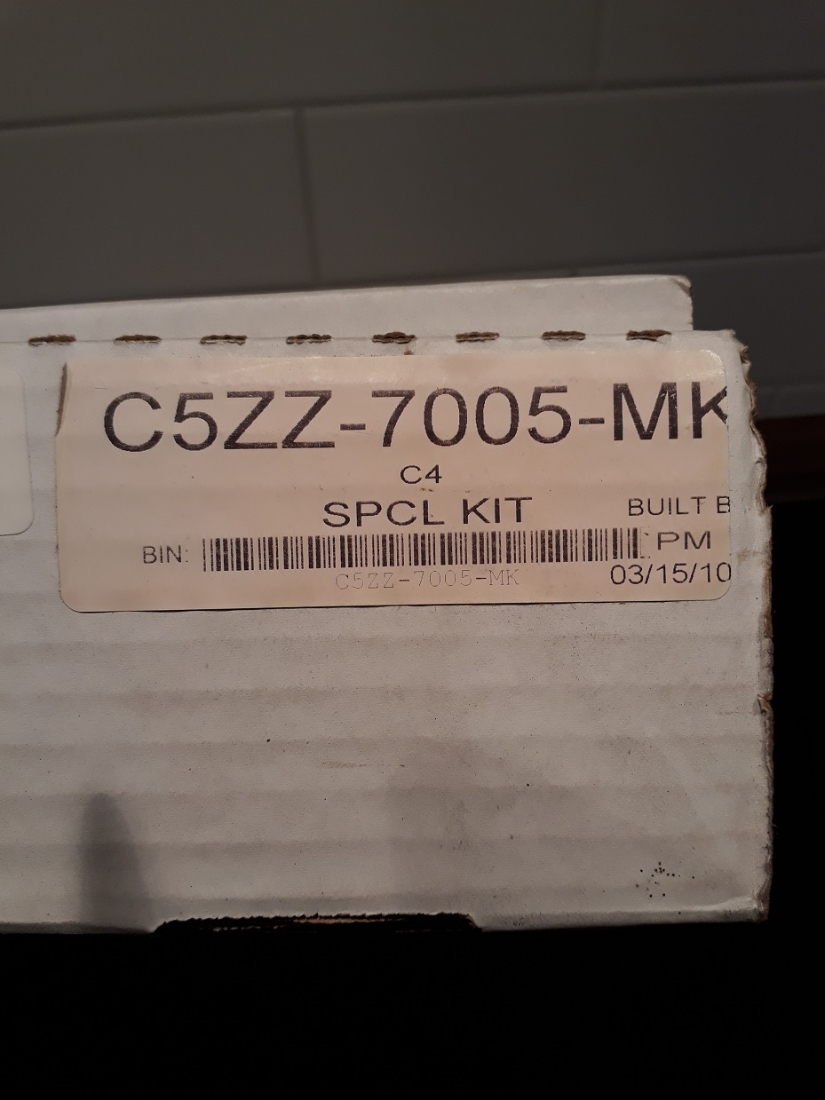 C5ZZ-7005-MK
C4
SPCL KIT
BUILT B
BIN:
PM
C5ZZ-7005-MK
03/15/10